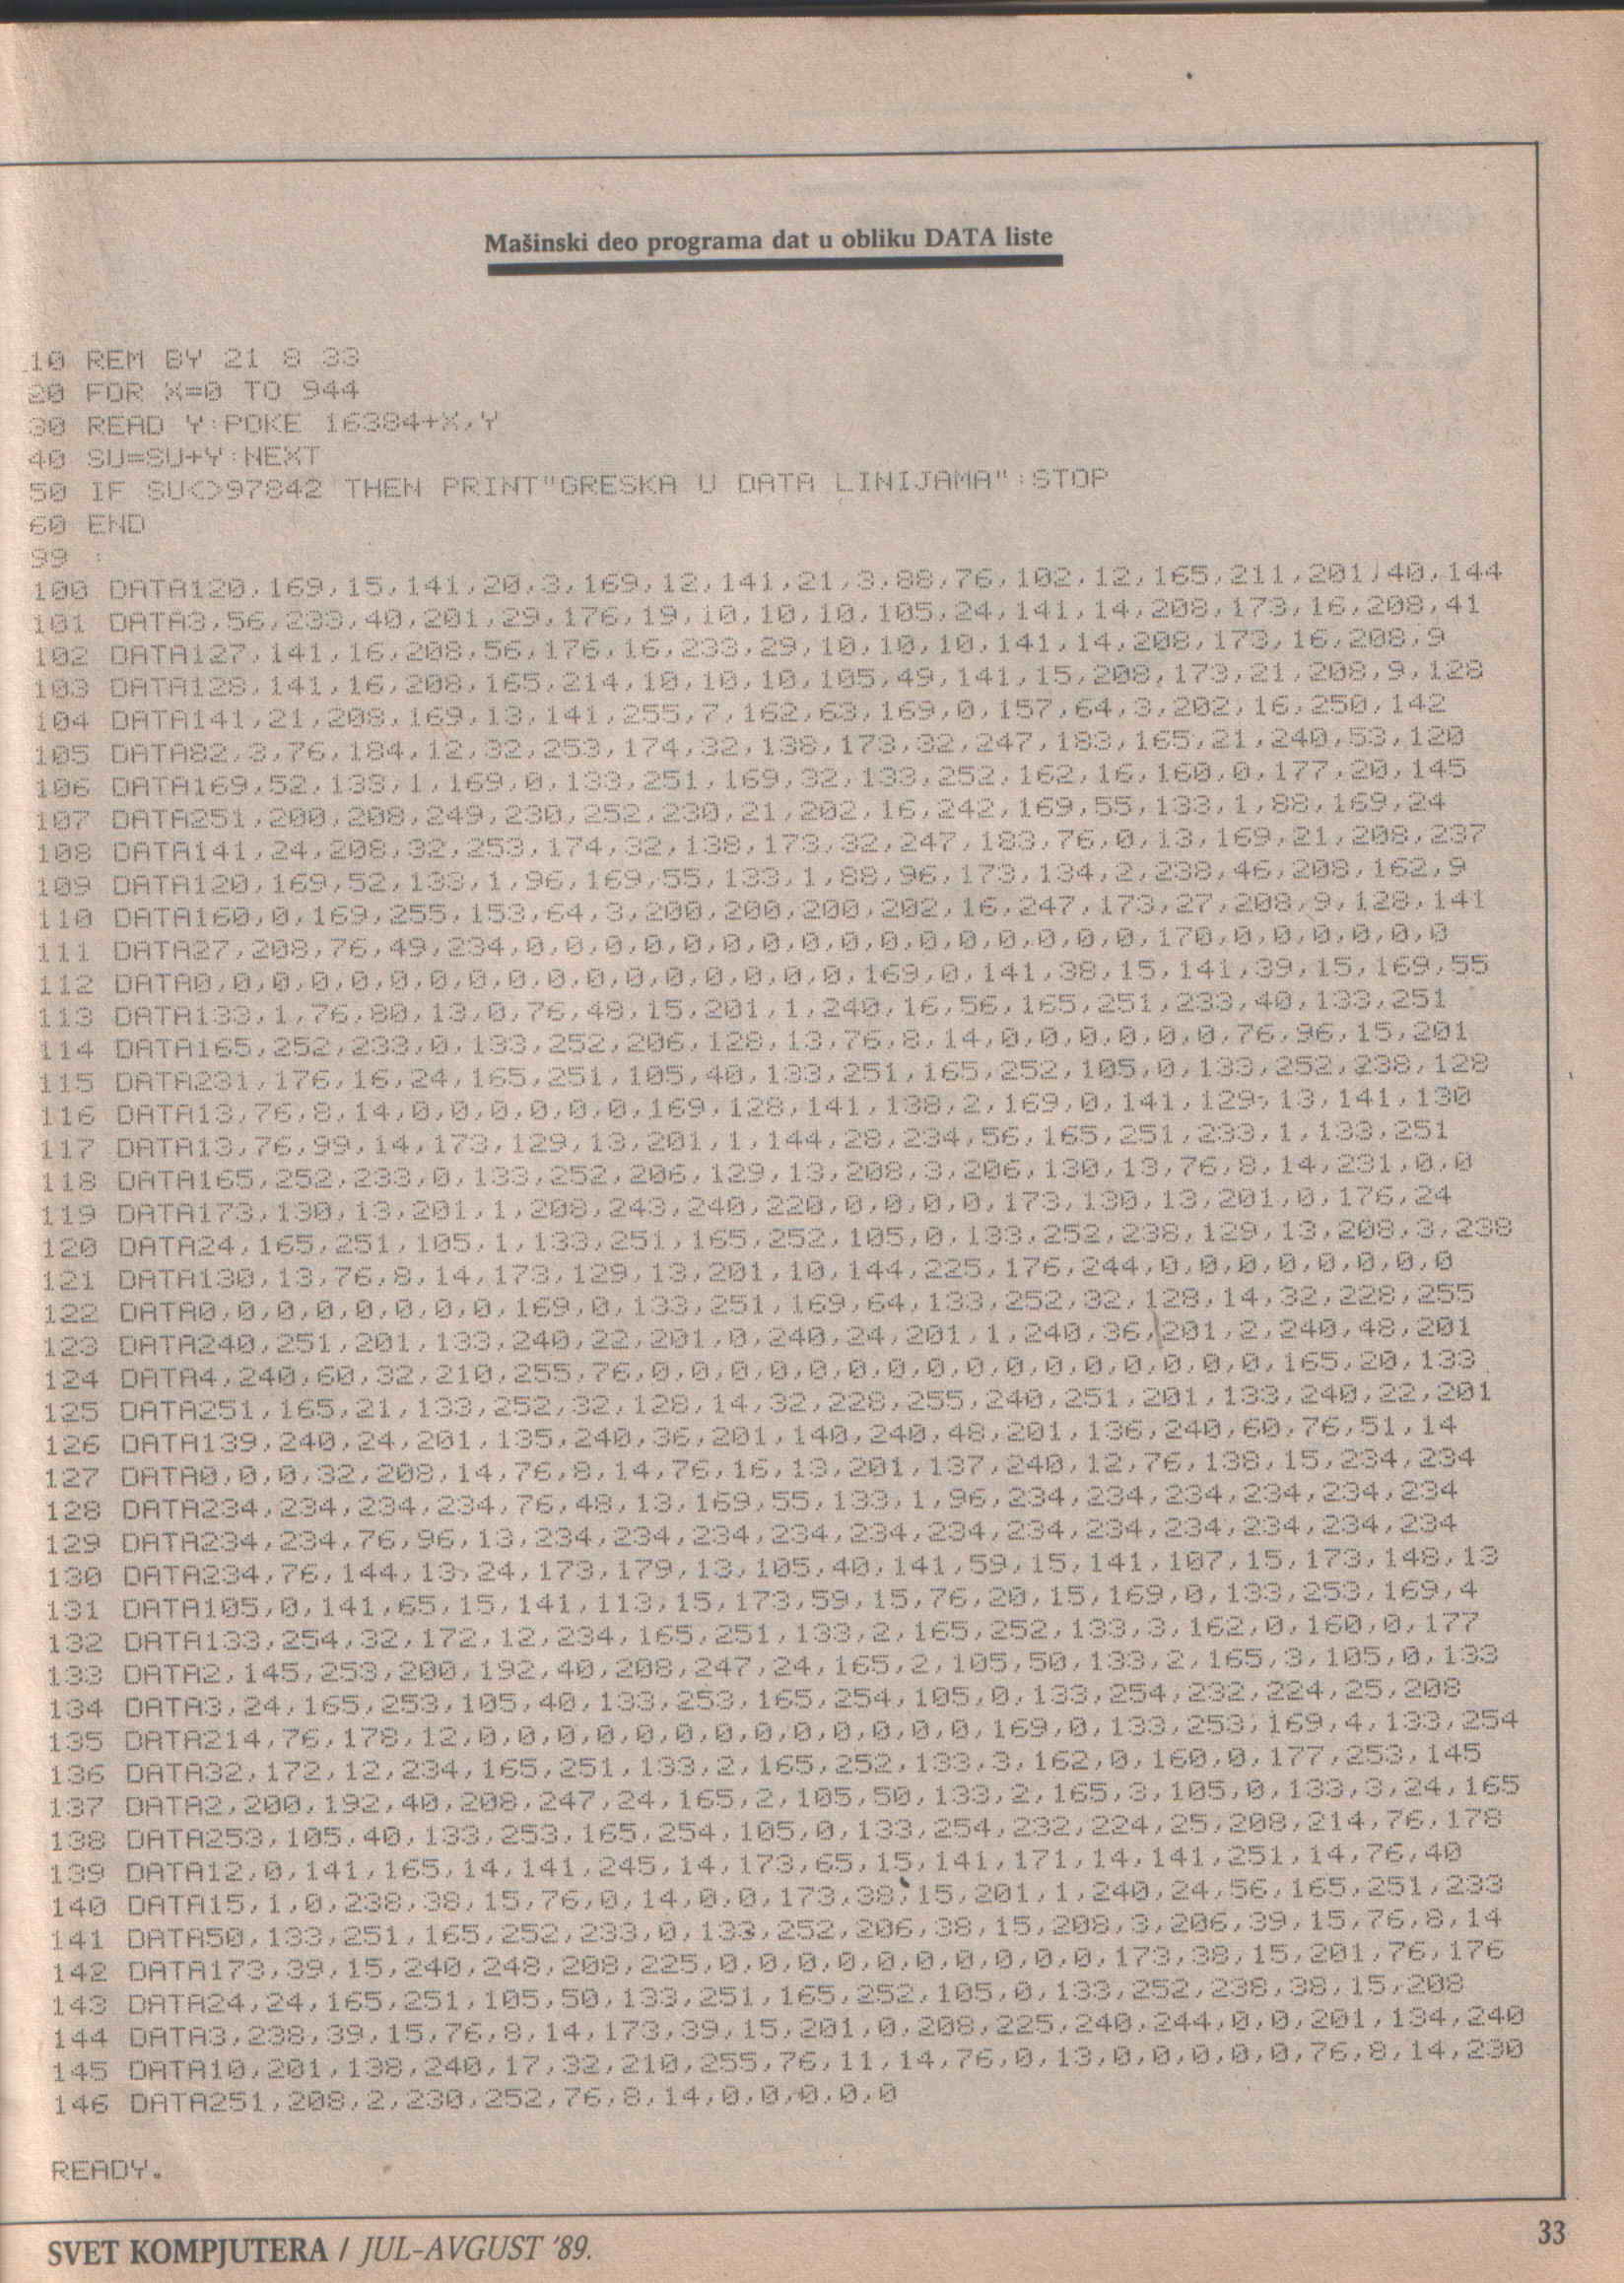 Mašinski deo programa dat u obliku DATA liste
10 REM BY 21 8 33
20 FOR X=0 TO 944
30 READ Y:POKE 16384+X,Y
40 SU=SU+Y:NEXT
50 IF SU<>97842 THEN PRINT"GRESKA U DATA LINIJAMA":STOP
60 END
99 :
100 DATA120,169,15,141,20,3,169,12,141,21,3,88,76,102,12,165,211,201,40,144
101 DATA3,56,233,40,201,29,176,19,10,10,10,105,24,141,14,208,173,16,208,41
102 DATA127,141,16,208,56,176,16,233,29,10,10,10,141,14,208,173,16,208,9
103 DATA128,141,16,208,165,214,10,10,10,105,49,141,15,208,173,21,208,9,128
104 DATA141,21,208,169,13,141,255,7,162,63,169,0,157,64,3,202,16,250,142
105 DATA82,3,76,184,12,32,253,174,32,138,173,32,247,183,165,21,240,53,120
106 DATA169,52,133,1,169,0,133,251,169,32,133,252,162,16,160,0,177,20,145
107 DATA251,200,208,249,230,252,230,21,202,16,242,169,55,133,1,88,169,24
108 DATA141,24,208,32,253,174,32,138,173,32,247,183,76,0,13,169,21,208,237
109 DATA120,169,52,133,1,96,169,55,133,1,88,96,173,134,2,238,46,208,162,9
110 DATA160,0,169,255,153,64,3,200,200,200,202,16,247,173,27,208,9,128,141
111 DATA27,208,76,49,234,0,0,0,0,0,0,0,0,0,0,0,0,0,0,0,0,170,0,0,0,0,0,0
112 DATA0,0,0,0,0,0,0,0,0,0,0,0,0,0,0,0,0,169,0,141,38,15,141,39,15,169,55
113 DATA133,1,76,80,13,0,76,48,15,201,1,240,16,56,165,251,233,40,133,251
114 DATA165,252,233,0,133,252,206,128,13,76,8,14,0,0,0,0,0,0,76,96,15,201
115 DATA231,176,16,24,165,251,105,40,133,251,165,252,105,0,133,252,238,128
116 DATA13,76,8,14,0,0,0,0,0,0,169,128,141,138,2,169,0,141,129,13,141,130
117 DATA13,76,99,14,173,129,13,201,1,144,28,234,56,165,251,233,1,133,251
118 DATA165,252,233,0,133,252,206,129,13,208,3,206,130,13,76,8,14,231,0,0
119 DATA173,130,13,201,1,208,243,240,220,0,0,0,0,173,130,13,201,0,176,24
120 DATA24,165,251,105,1,133,251,165,252,105,0,133,252,238,129,13,208,3,238
121 DATA130,13,76,8,14,173,129,13,201,10,144,225,176,244,0,0,0,0,0,0,0,0
122 DATA0,0,0,0,0,0,0,0,169,0,133,251,169,64,133,252,32,128,14,32,228,255
123 DATA240,251,201,133,240,22,201,0,240,24,201,1,240,36,201,2,240,48,201
124 DATA4,240,60,32,210,255,76,0,0,0,0,0,0,0,0,0,0,0,0,0,0,0,0,165,20,133
125 DATA251,165,21,133,252,32,128,14,32,228,255,240,251,201,133,240,22,201
126 DATA139,240,24,201,135,240,36,201,140,240,48,201,136,240,60,76,51,14
127 DATA0,0,0,32,208,14,76,8,14,76,16,13,201,137,240,12,76,138,15,234,234
128 DATA234,234,234,234,76,48,13,169,55,133,1,96,234,234,234,234,234,234
129 DATA234,234,76,96,13,234,234,234,234,234,234,234,234,234,234,234,234
130 DATA234,76,144,13,24,173,179,13,105,40,141,59,15,141,107,15,173,148,13
131 DATA105,0,141,65,15,141,113,15,173,59,15,76,20,15,169,0,133,253,169,4
132 DATA133,254,32,172,12,234,165,251,133,2,165,252,133,3,162,0,160,0,177
133 DATA2,145,253,200,192,40,208,247,24,165,2,105,50,133,2,165,3,105,0,133
134 DATA3,24,165,253,105,40,133,253,165,254,105,0,133,254,232,224,25,208
135 DATA214,76,178,12,0,0,0,0,0,0,0,0,0,0,0,0,0,169,0,133,253,169,4,133,254
136 DATA32,172,12,234,165,251,133,2,165,252,133,3,162,0,160,0,177,253,145
137 DATA2,200,192,40,208,247,24,165,2,105,50,133,2,165,3,105,0,133,3,24,165
138 DATA253,105,40,133,253,165,254,105,0,133,254,232,224,25,208,214,76,178
139 DATA12,0,141,165,14,141,245,14,173,65,15,141,171,14,141,251,14,76,40
140 DATA15,1,0,238,38,15,76,0,14,0,0,173,38,15,201,1,240,24,56,165,251,233
141 DATA50,133,251,165,252,233,0,133,252,206,38,15,208,3,206,39,15,76,8,14
142 DATA173,39,15,240,248,208,225,0,0,0,0,0,0,0,0,0,0,173,38,15,201,76,176
143 DATA24,24,165,251,105,50,133,251,165,252,105,0,133,252,238,38,15,208
144 DATA3,238,39,15,76,8,14,173,39,15,201,0,208,225,240,244,0,0,201,134,240
145 DATA10,201,138,240,17,32,210,255,76,11,14,76,0,13,0,0,0,0,0,76,8,14,230
146 DATA251,208,2,230,252,76,8,14,0,0,0,0,0
READY.
SVET KOMPJUTERA / JUL-AVGUST '89.
33